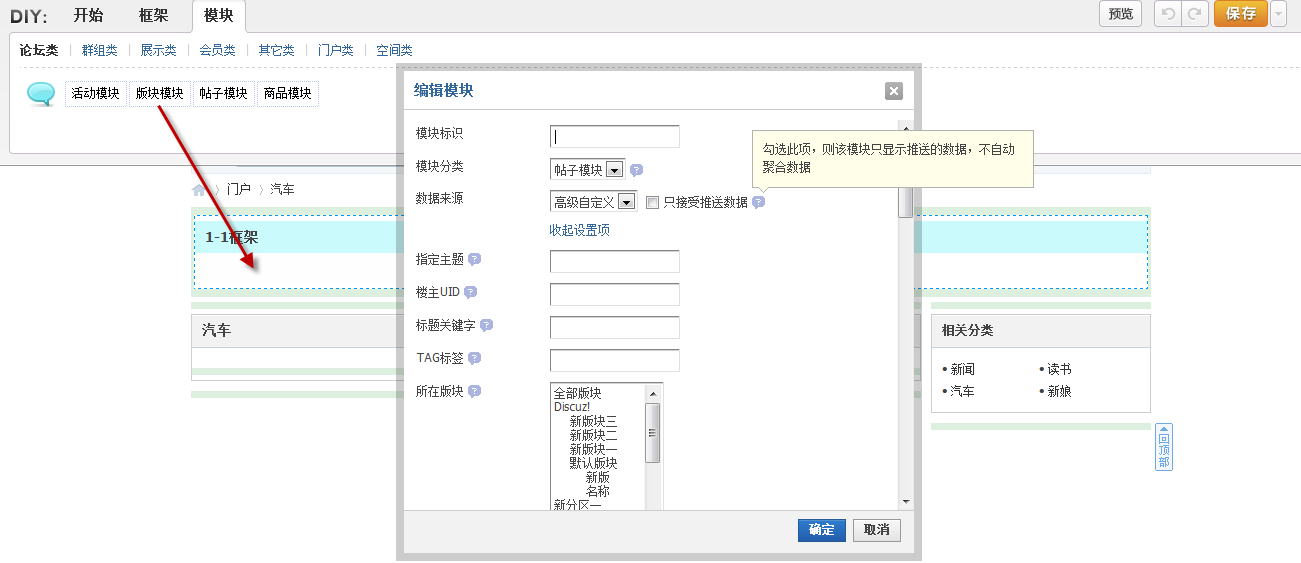 DIY: 开始 框架 模块 预览 保存
论坛类 群组类 展示类 会员类 其它类 门户类 空间类
活动模块 版块模块 帖子模块 商品模块
门户 汽车
1-1框架
汽车
编辑模块
模块标识
模块分类 帖子模块 ?
数据来源 高级自定义 只接受推送数据 ?
勾选此项，则该模块只显示推送的数据，不自动
聚合数据
收起设置项
指定主题 ?
楼主UID ?
标题关键字 ?
TAG标签 ?
所在版块 ?
全部版块
Discuz!
新版块三
新版块二
新版块一
默认版块
新版
名称
新分区一
确定 取消
相关分类
• 新闻 • 读书
• 汽车 • 新娘
回顶部